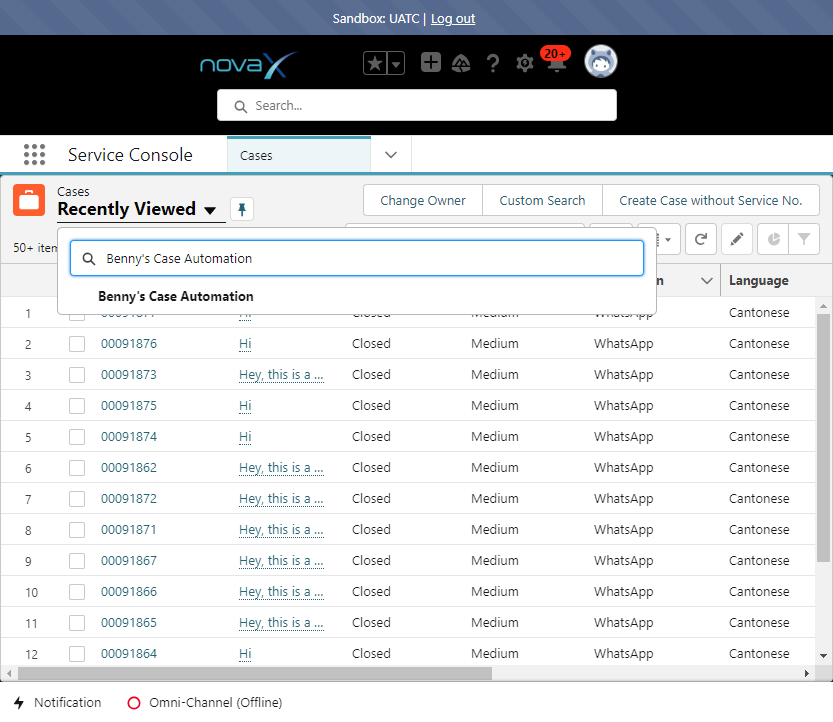 Sandbox: UATC | Log out
novaX
20+
Search...
Service Console
Cases
Cases
Recently Viewed
Change Owner
Custom Search
Create Case without Service No.
50+ item
Benny's Case Automation
Benny's Case Automation
Language
1 Hi Closed Medium WhatsApp Cantonese
2 00091876 Hi Closed Medium WhatsApp Cantonese
3 00091873 Hey, this is a ... Closed Medium WhatsApp Cantonese
4 00091875 Hi Closed Medium WhatsApp Cantonese
5 00091874 Hi Closed Medium WhatsApp Cantonese
6 00091862 Hey, this is a ... Closed Medium WhatsApp Cantonese
7 00091872 Hey, this is a ... Closed Medium WhatsApp Cantonese
8 00091871 Hey, this is a ... Closed Medium WhatsApp Cantonese
9 00091867 Hey, this is a ... Closed Medium WhatsApp Cantonese
10 00091866 Hey, this is a ... Closed Medium WhatsApp Cantonese
11 00091865 Hey, this is a ... Closed Medium WhatsApp Cantonese
12 00091864 Hi Closed Medium WhatsApp Cantonese
Notification
Omni-Channel (Offline)